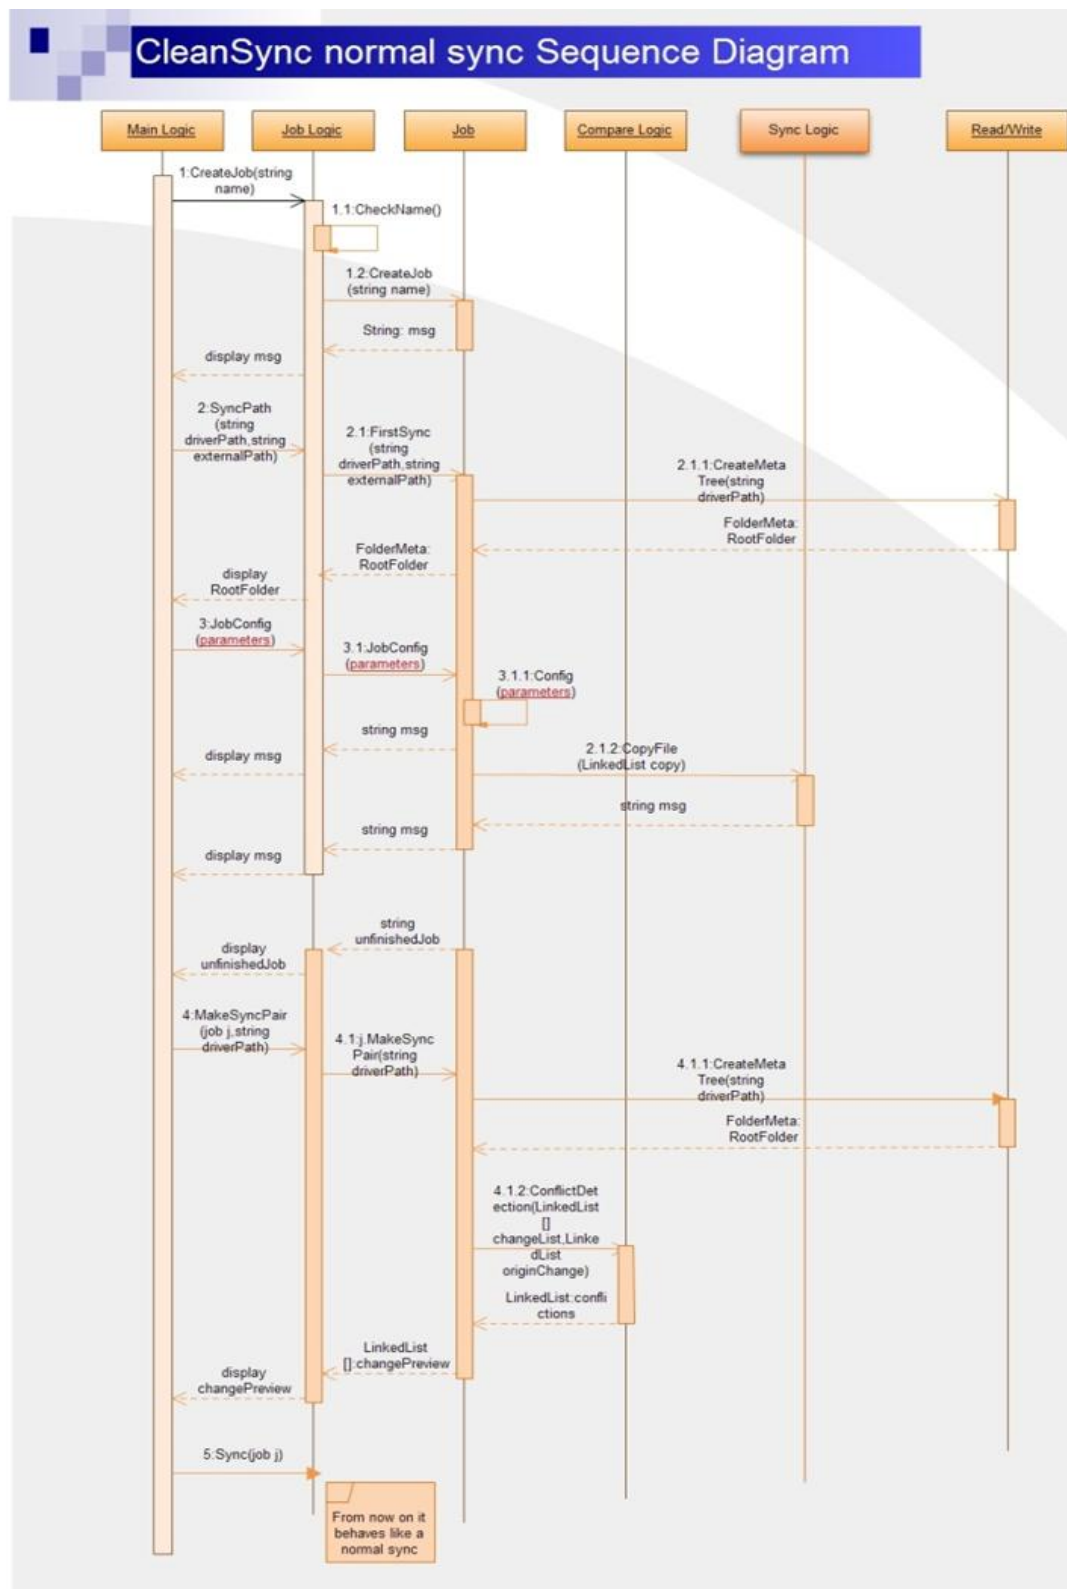 CleanSync normal sync Sequence Diagram
Main Logic
Job Logic
Job
Compare Logic
Sync Logic
Read/Write
1:CreateJob(string
name)
1.1:CheckName()
1.2:CreateJob
(string name)
String: msg
display msg
2:SyncPath
(string
driverPath,string
externalPath)
2.1:FirstSync
(string
driverPath,string
externalPath)
2.1.1:CreateMeta
Tree(string
driverPath)
FolderMeta:
RootFolder
FolderMeta:
RootFolder
display
RootFolder
3:JobConfig
(parameters)
3.1:JobConfig
(parameters)
3.1.1:Config
(parameters)
string msg
display msg
2.1.2:CopyFile
(LinkedList copy)
string msg
string msg
display msg
string
unfinishedJob
display
unfinishedJob
4:MakeSyncPair
(job j,string
driverPath)
4.1:j.MakeSync
Pair(string
driverPath)
4.1.1:CreateMeta
Tree(string
driverPath)
FolderMeta:
RootFolder
4.1.2:ConflictDet
ection(LinkedList
[]
changeList,Linke
dList
originChange)
LinkedList:confli
ctions
LinkedList
[]:changePreview
display
changePreview
5:Sync(job j)
From now on it
behaves like a
normal sync